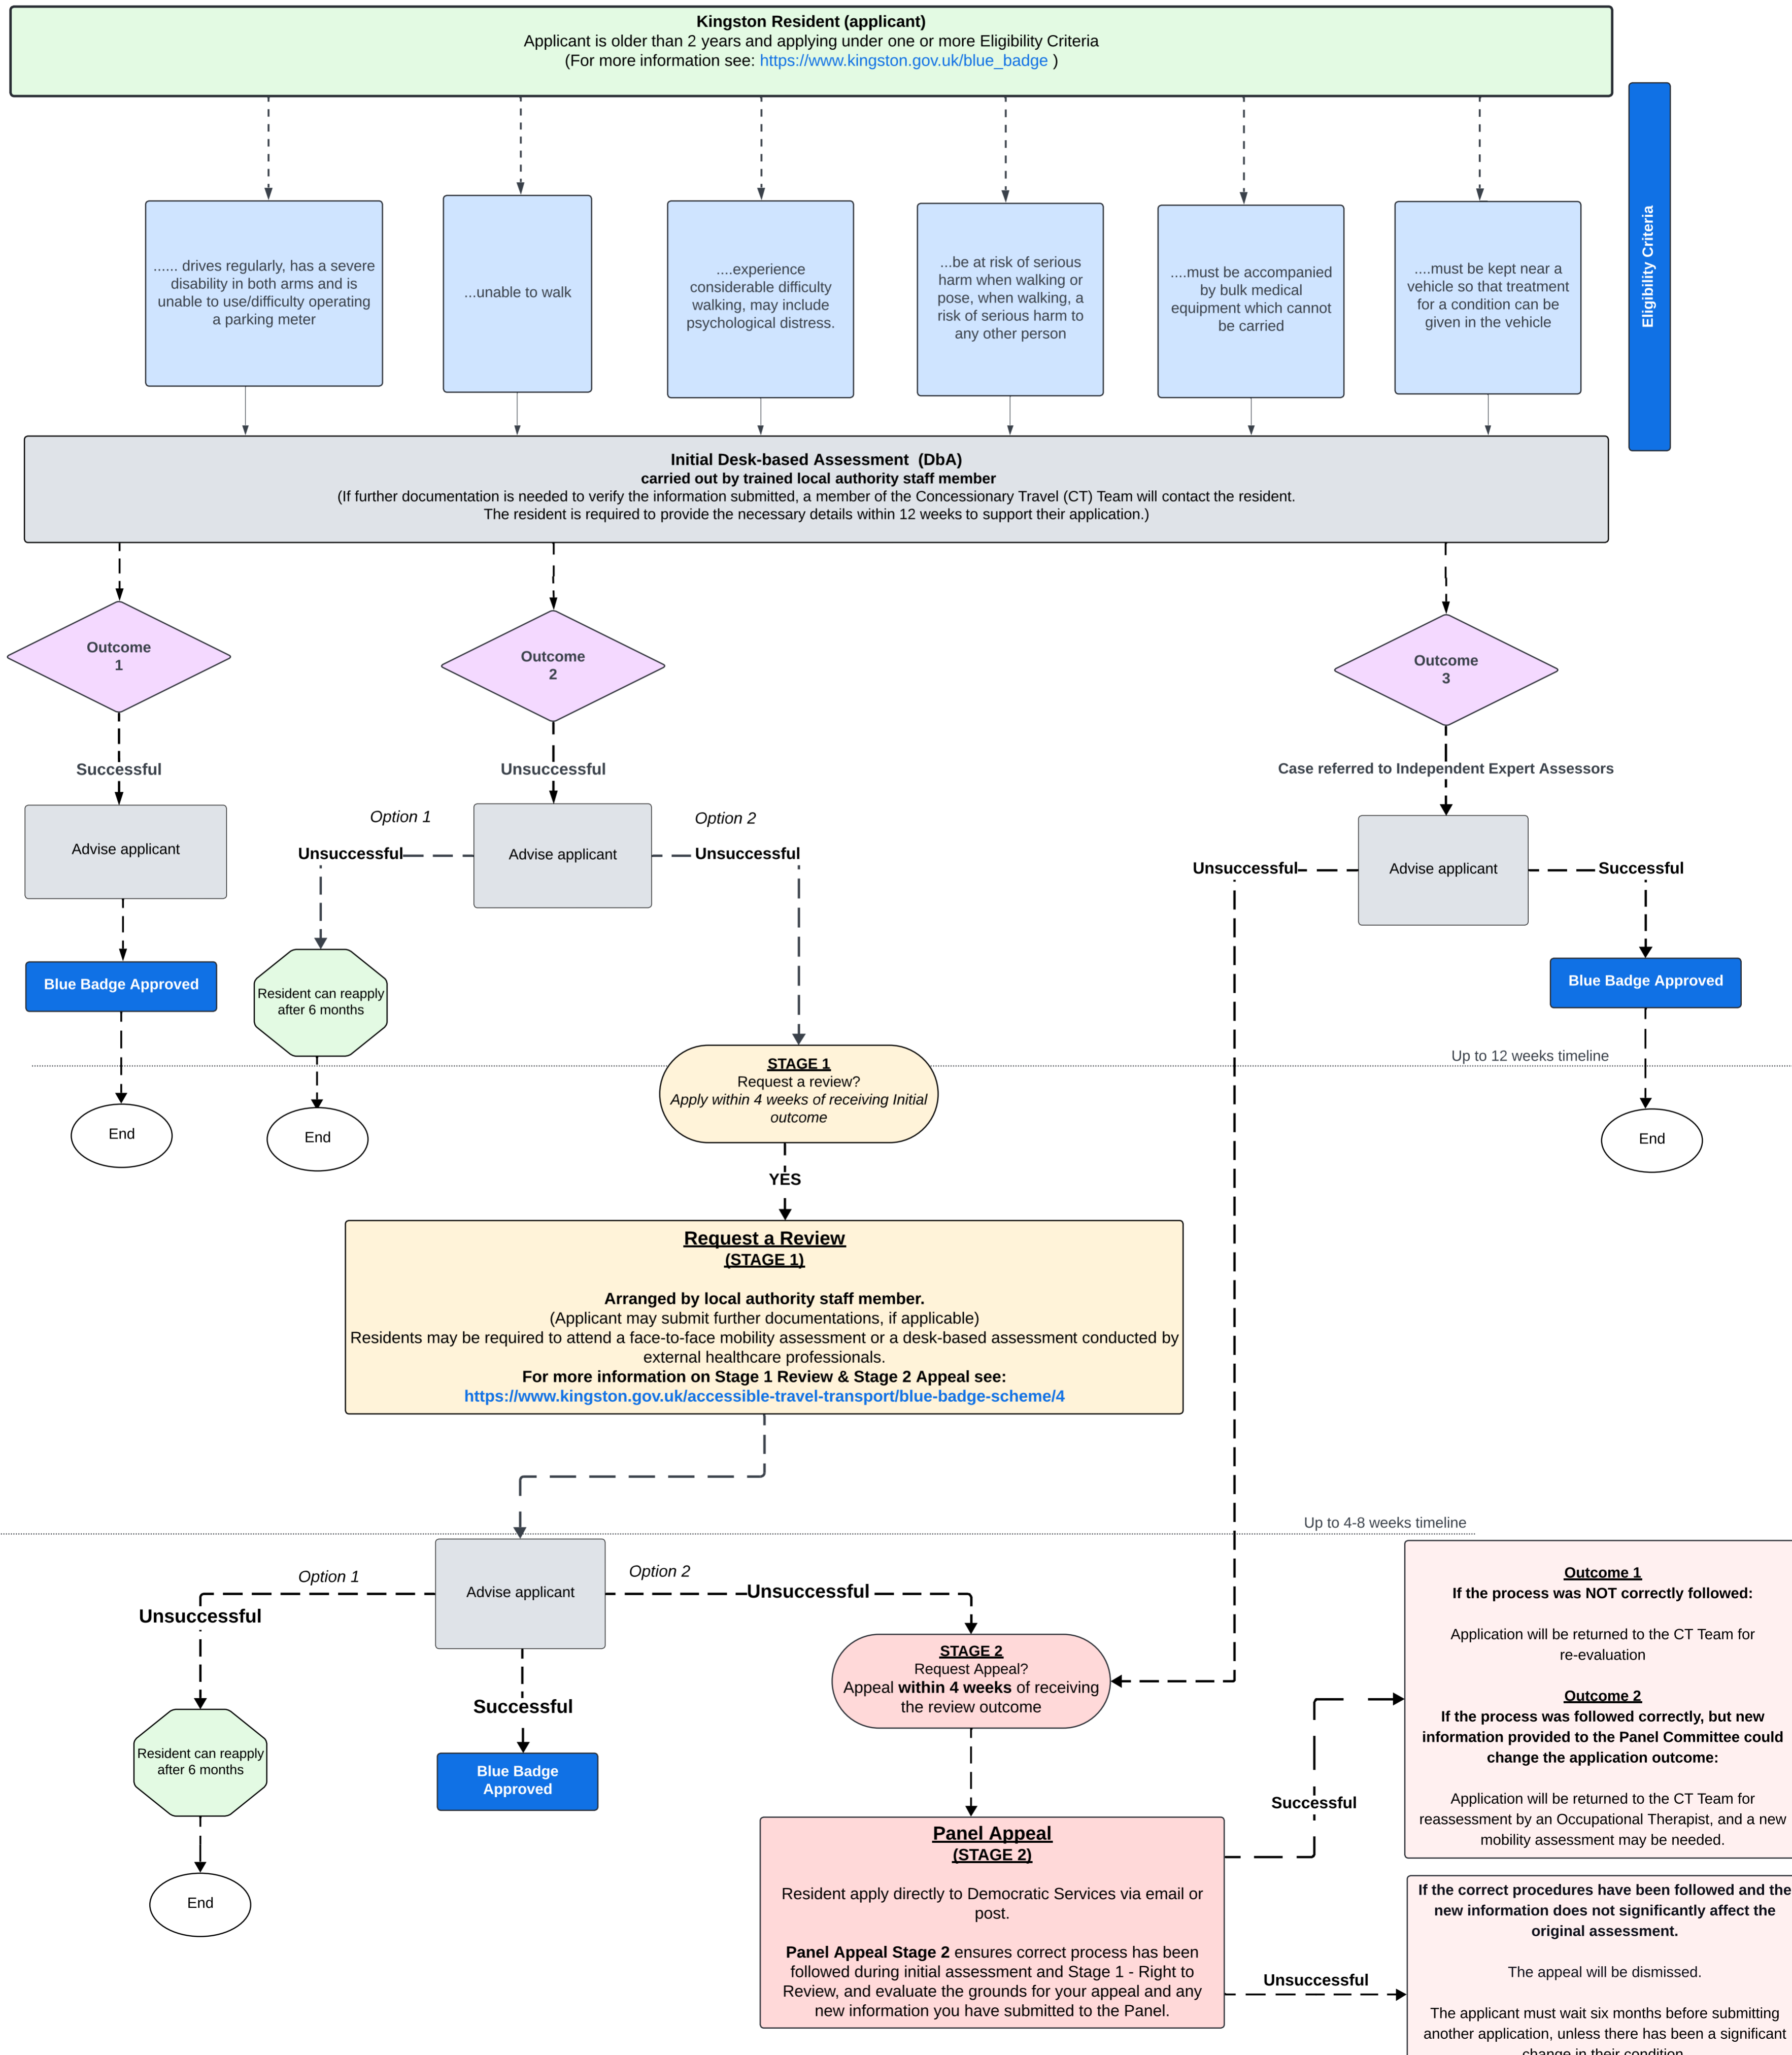 Kingston Resident (applicant)
Applicant is older than 2 years and applying under one or more Eligibility Criteria
(For more information see: https://www.kingston.gov.uk/blue_badge )
Eligibility Criteria
...... drives regularly, has a severe
disability in both arms and is
unable to use/difficulty operating
a parking meter
...unable to walk
....experience
considerable difficulty
walking, may include
psychological distress.
...be at risk of serious
harm when walking or
pose, when walking, a
risk of serious harm to
any other person
....must be accompanied
by bulk medical
equipment which cannot
be carried
....must be kept near a
vehicle so that treatment
for a condition can be
given in the vehicle
Initial Desk-based Assessment  (DbA)
carried out by trained local authority staff member
(If further documentation is needed to verify the information submitted, a member of the Concessionary Travel (CT) Team will contact the resident.
The resident is required to provide the necessary details within 12 weeks to support their application.)
Outcome
1
Outcome
2
Outcome
3
Successful
Unsuccessful
Case referred to Independent Expert Assessors
Advise applicant
Option 1
Unsuccessful
Advise applicant
Option 2
Unsuccessful
Unsuccessful
Advise applicant
Successful
Blue Badge Approved
Resident can reapply
after 6 months
Blue Badge Approved
Up to 12 weeks timeline
STAGE 1
Request a review?
Apply within 4 weeks of receiving Initial
outcome
End
End
End
YES
Request a Review
(STAGE 1)
Arranged by local authority staff member.
(Applicant may submit further documentations, if applicable)
Residents may be required to attend a face-to-face mobility assessment or a desk-based assessment conducted by
external healthcare professionals.
For more information on Stage 1 Review & Stage 2 Appeal see:
https://www.kingston.gov.uk/accessible-travel-transport/blue-badge-scheme/4
Up to 4-8 weeks timeline
Option 1
Unsuccessful
Advise applicant
Option 2
Unsuccessful
Successful
Resident can reapply
after 6 months
Blue Badge
Approved
End
STAGE 2
Request Appeal?
Appeal within 4 weeks of receiving
the review outcome
Panel Appeal
(STAGE 2)
Resident apply directly to Democratic Services via email or
post.
Panel Appeal Stage 2 ensures correct process has been
followed during initial assessment and Stage 1 - Right to
Review, and evaluate the grounds for your appeal and any
new information you have submitted to the Panel.
Successful
Outcome 1
If the process was NOT correctly followed:
Application will be returned to the CT Team for
re-evaluation
Outcome 2
If the process was followed correctly, but new
information provided to the Panel Committee could
change the application outcome:
Application will be returned to the CT Team for
reassessment by an Occupational Therapist, and a new
mobility assessment may be needed.
Unsuccessful
If the correct procedures have been followed and the
new information does not significantly affect the
original assessment.
The appeal will be dismissed.
The applicant must wait six months before submitting
another application, unless there has been a significant
change in their condition